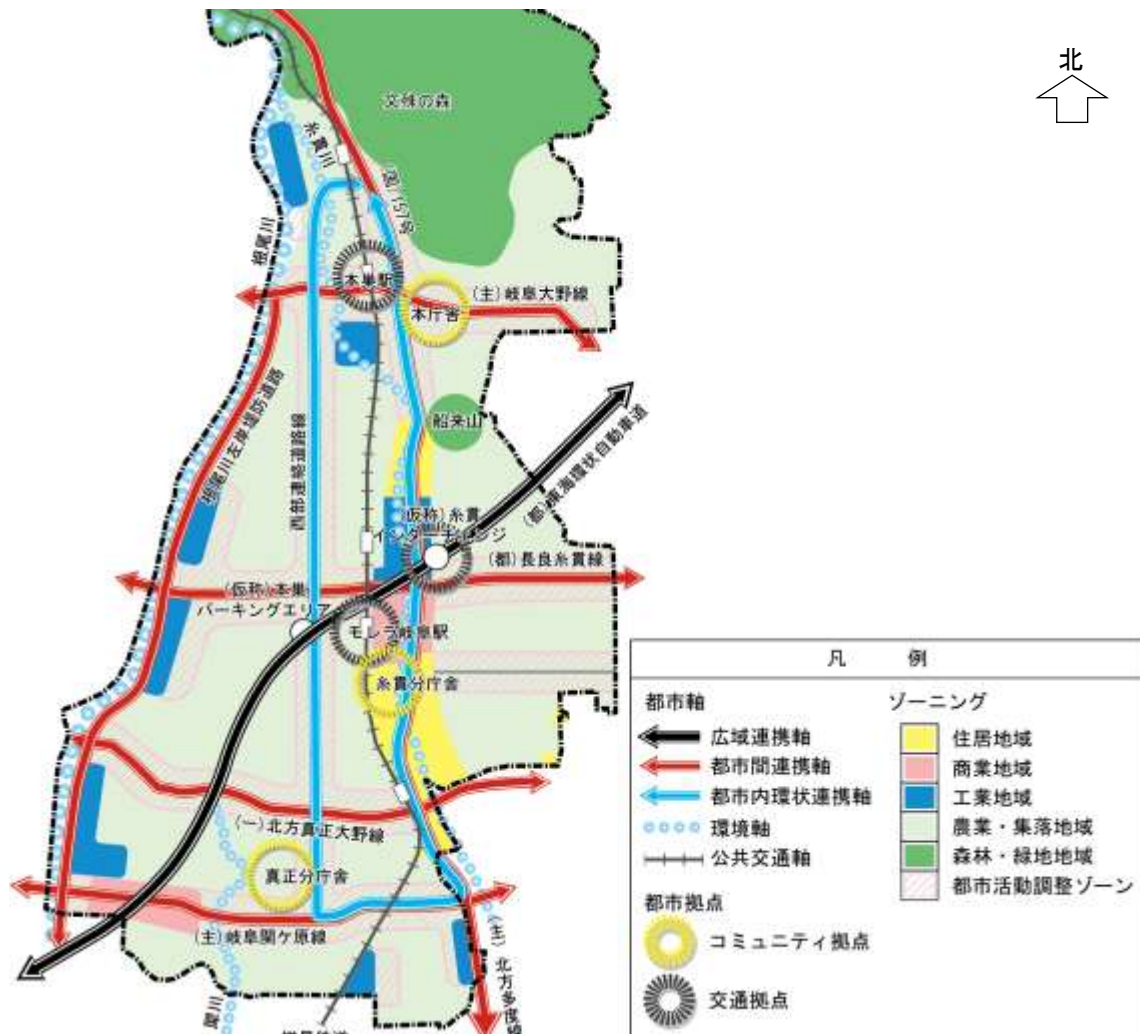 北
文殊の森
糸貫川
(国)157号
根尾川
本巣駅
(主)岐阜大野線
本庁舎
根尾川左岸堤防道路
西部連絡道路線
船来山
(都)東海環状自動車道
(仮称)糸貫
インターチェンジ
(都)長良糸貫線
(仮称)本巣
パーキングエリア
モレラ岐阜駅
糸貫分庁舎
(一)北方真正大野線
真正分庁舎
(主)岐阜関ケ原線
(主)北方多度線
凡 例
都市軸
広域連携軸
都市間連携軸
都市内環状連携軸
環境軸
公共交通軸
都市拠点
コミュニティ拠点
交通拠点
ゾーニング
住居地域
商業地域
工業地域
農業・集落地域
森林・緑地地域
都市活動調整ゾーン